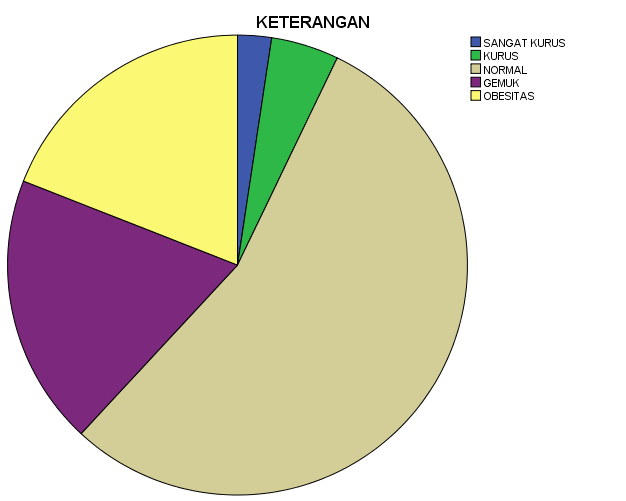 KETERANGAN
SANGAT KURUS
KURUS
NORMAL
GEMUK
OBESITAS